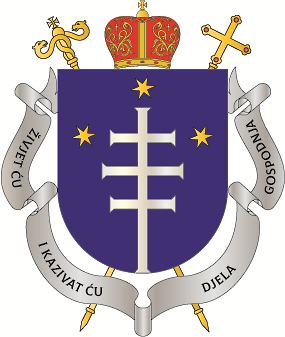 ŽIVJET ĆU
I KAZIVAT ĆU
DJELA
GOSPODNJA